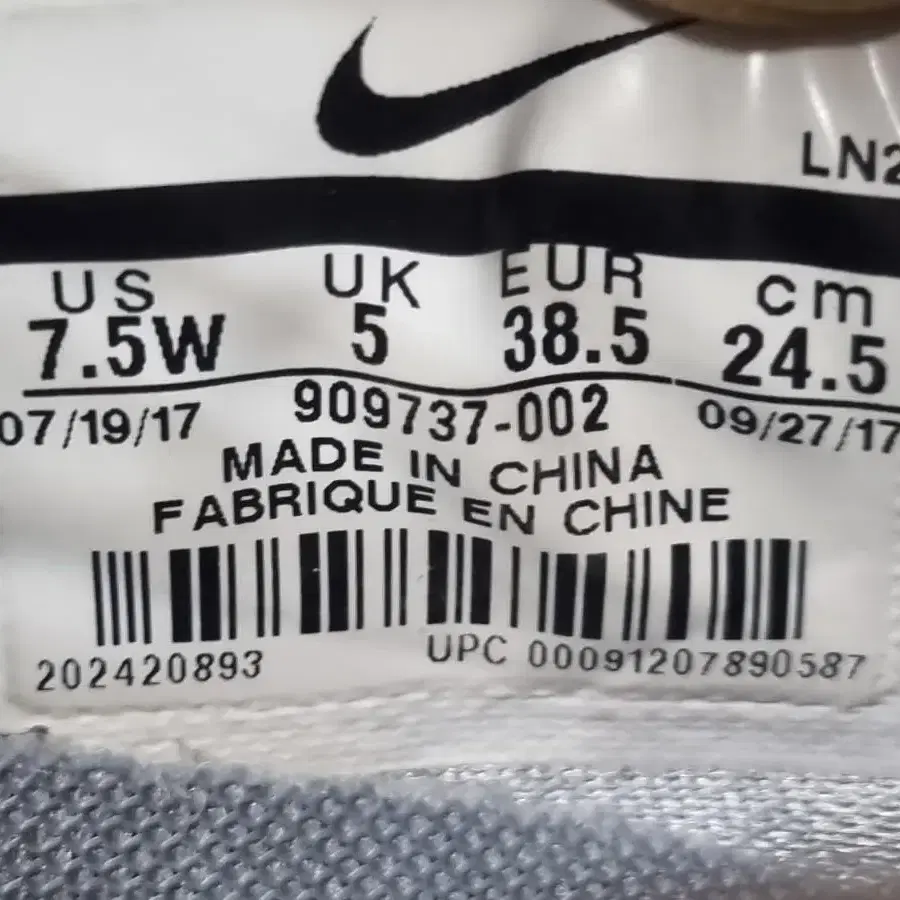 LN2
US UK EUR cm
7.5W 5 38.5 24.5
07/19/17 909737-002 09/27/17
MADE IN CHINA
FABRIQUE EN CHINE
202420893 UPC 00091207890587